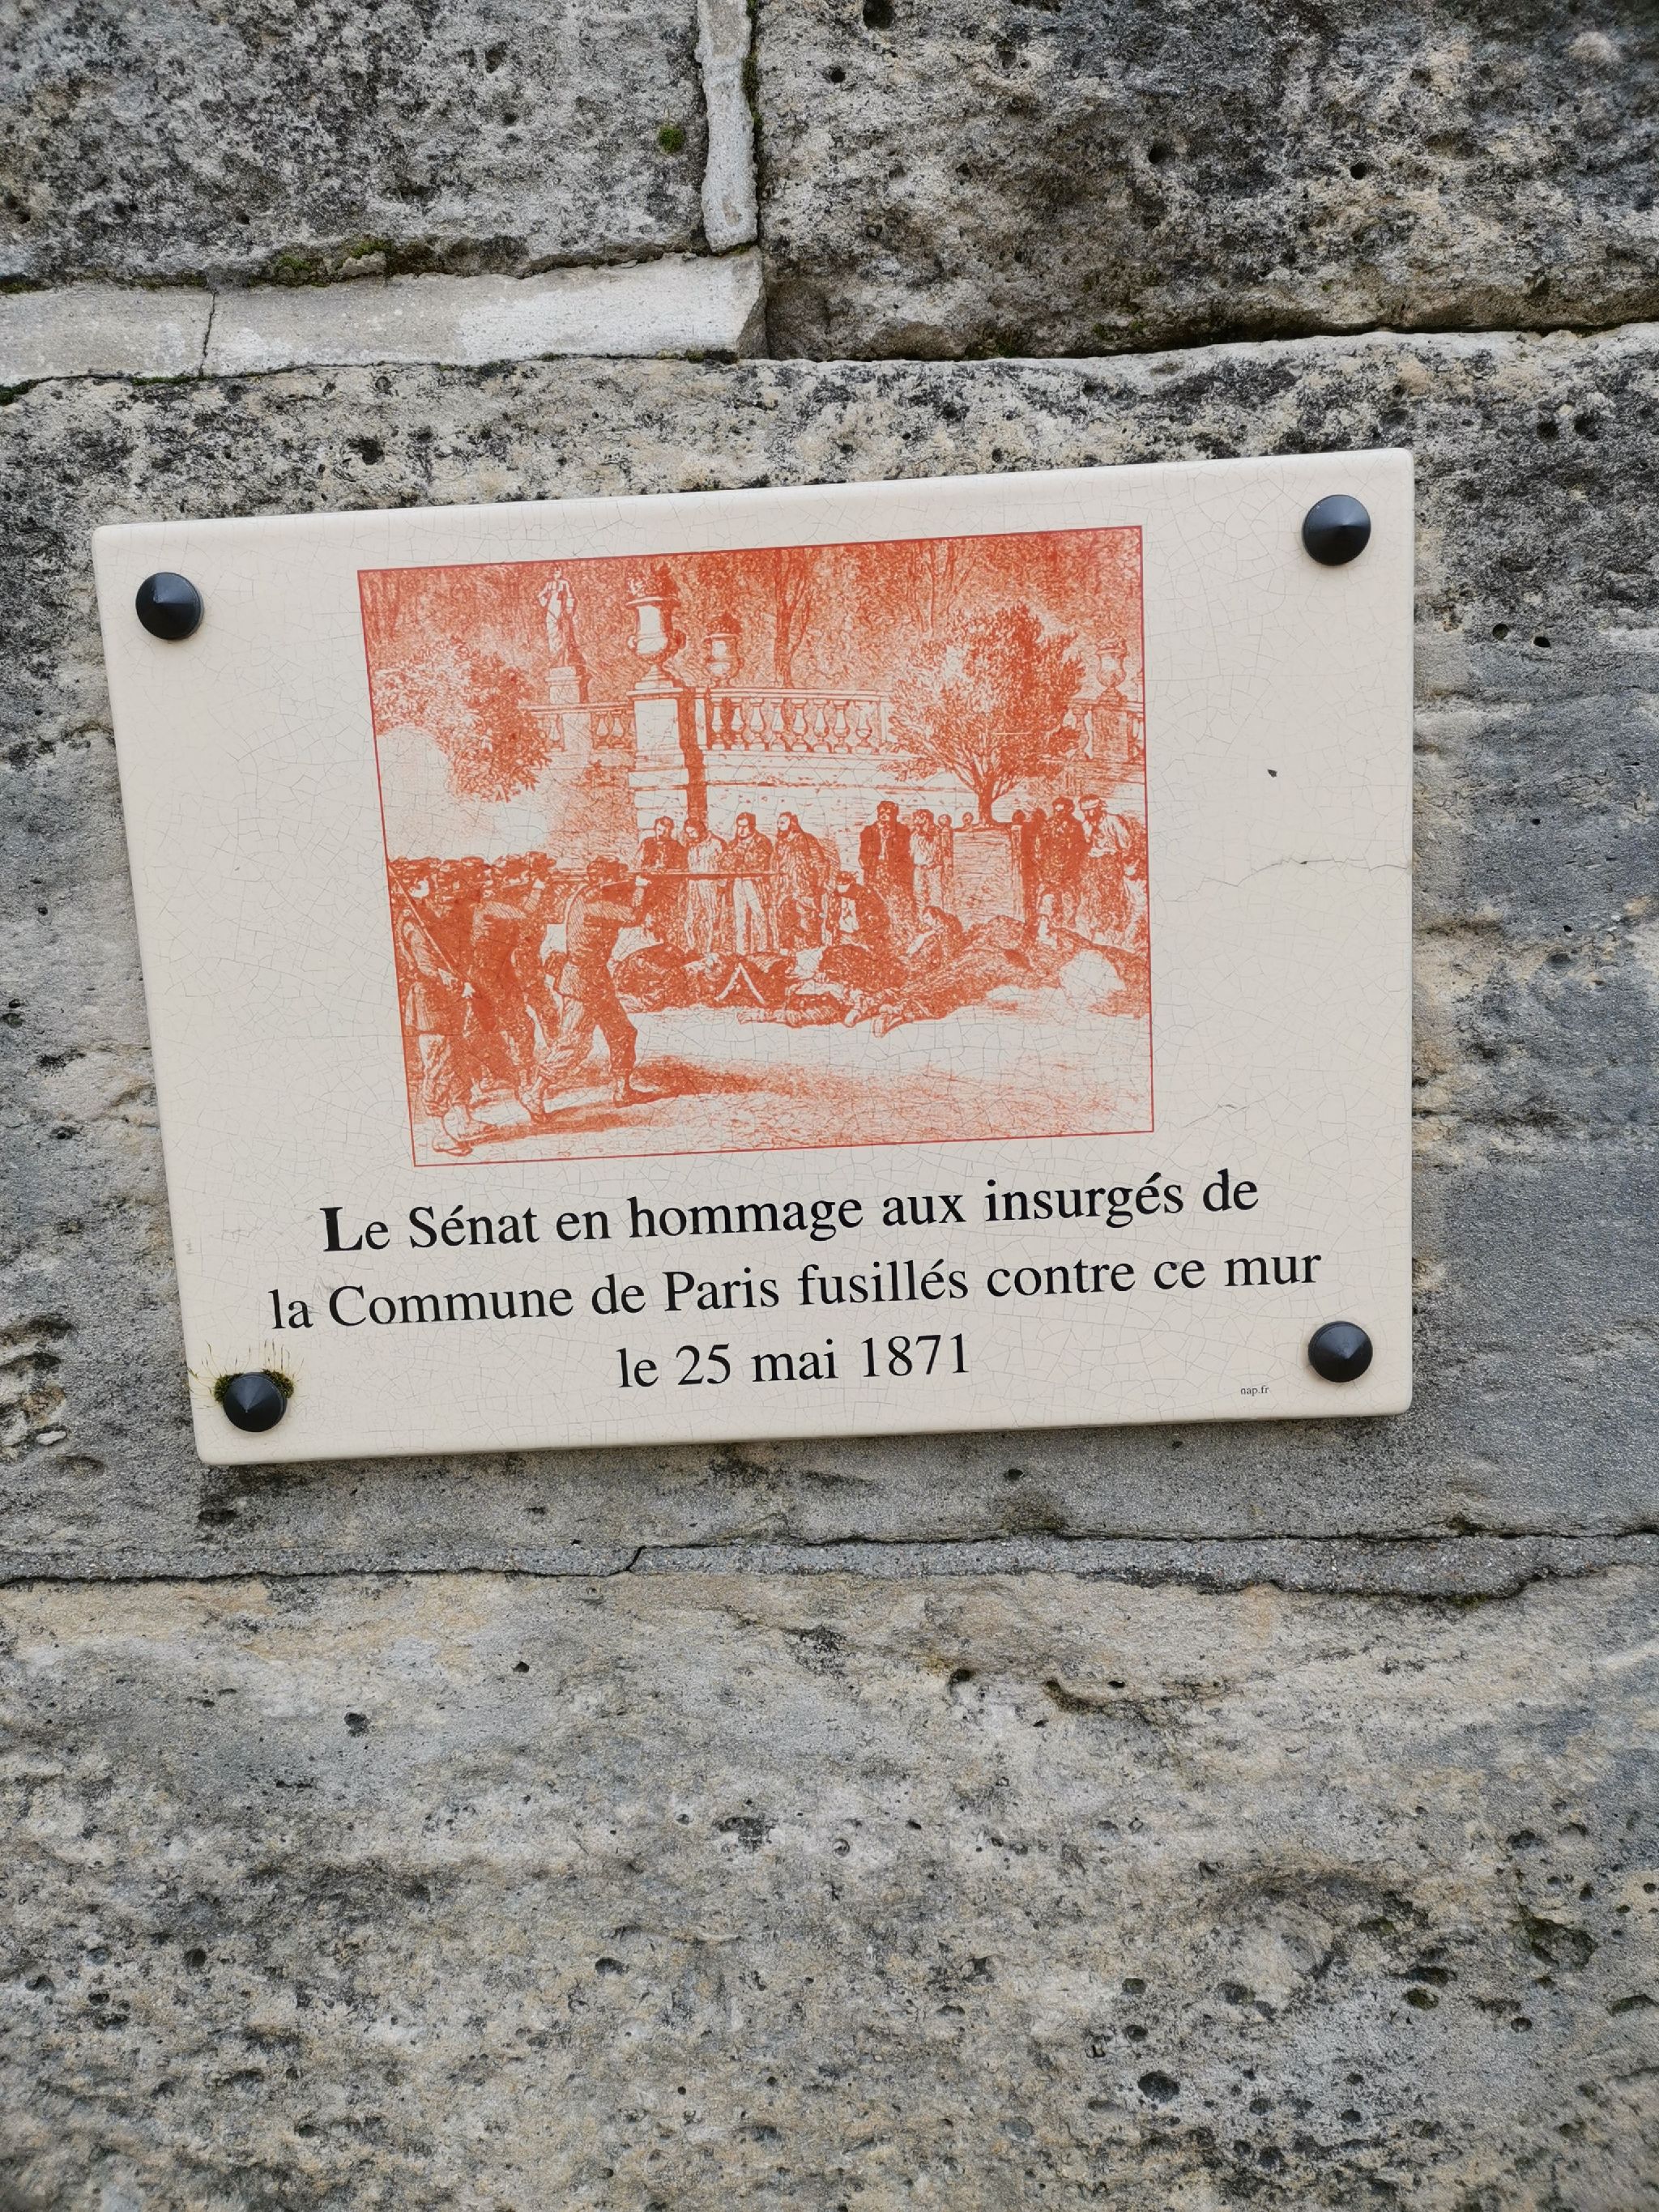 Le Sénat en hommage aux insurgés de
la Commune de Paris fusillés contre ce mur
le 25 mai 1871
nap.fr